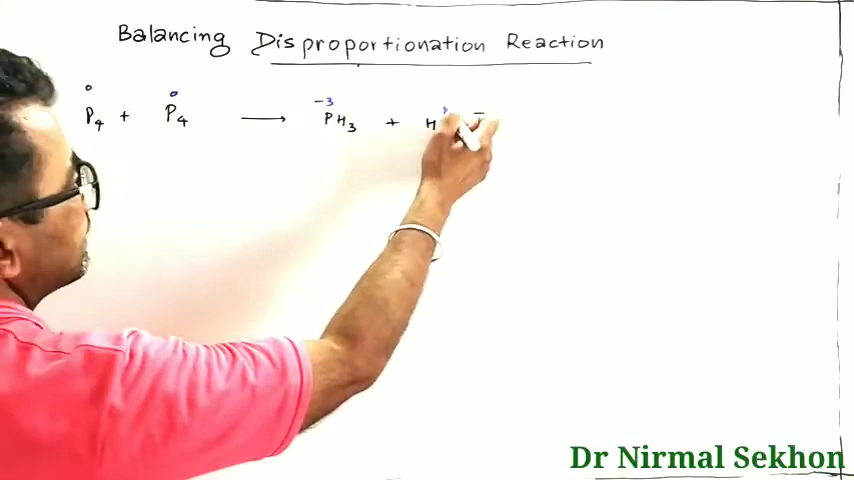 Balancing Disproportionation Reaction
0 0 -3
P4 + P4 → PH3 + H
Dr Nirmal Sekhon